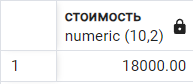 стоимость
numeric (10,2)
1 18000.00